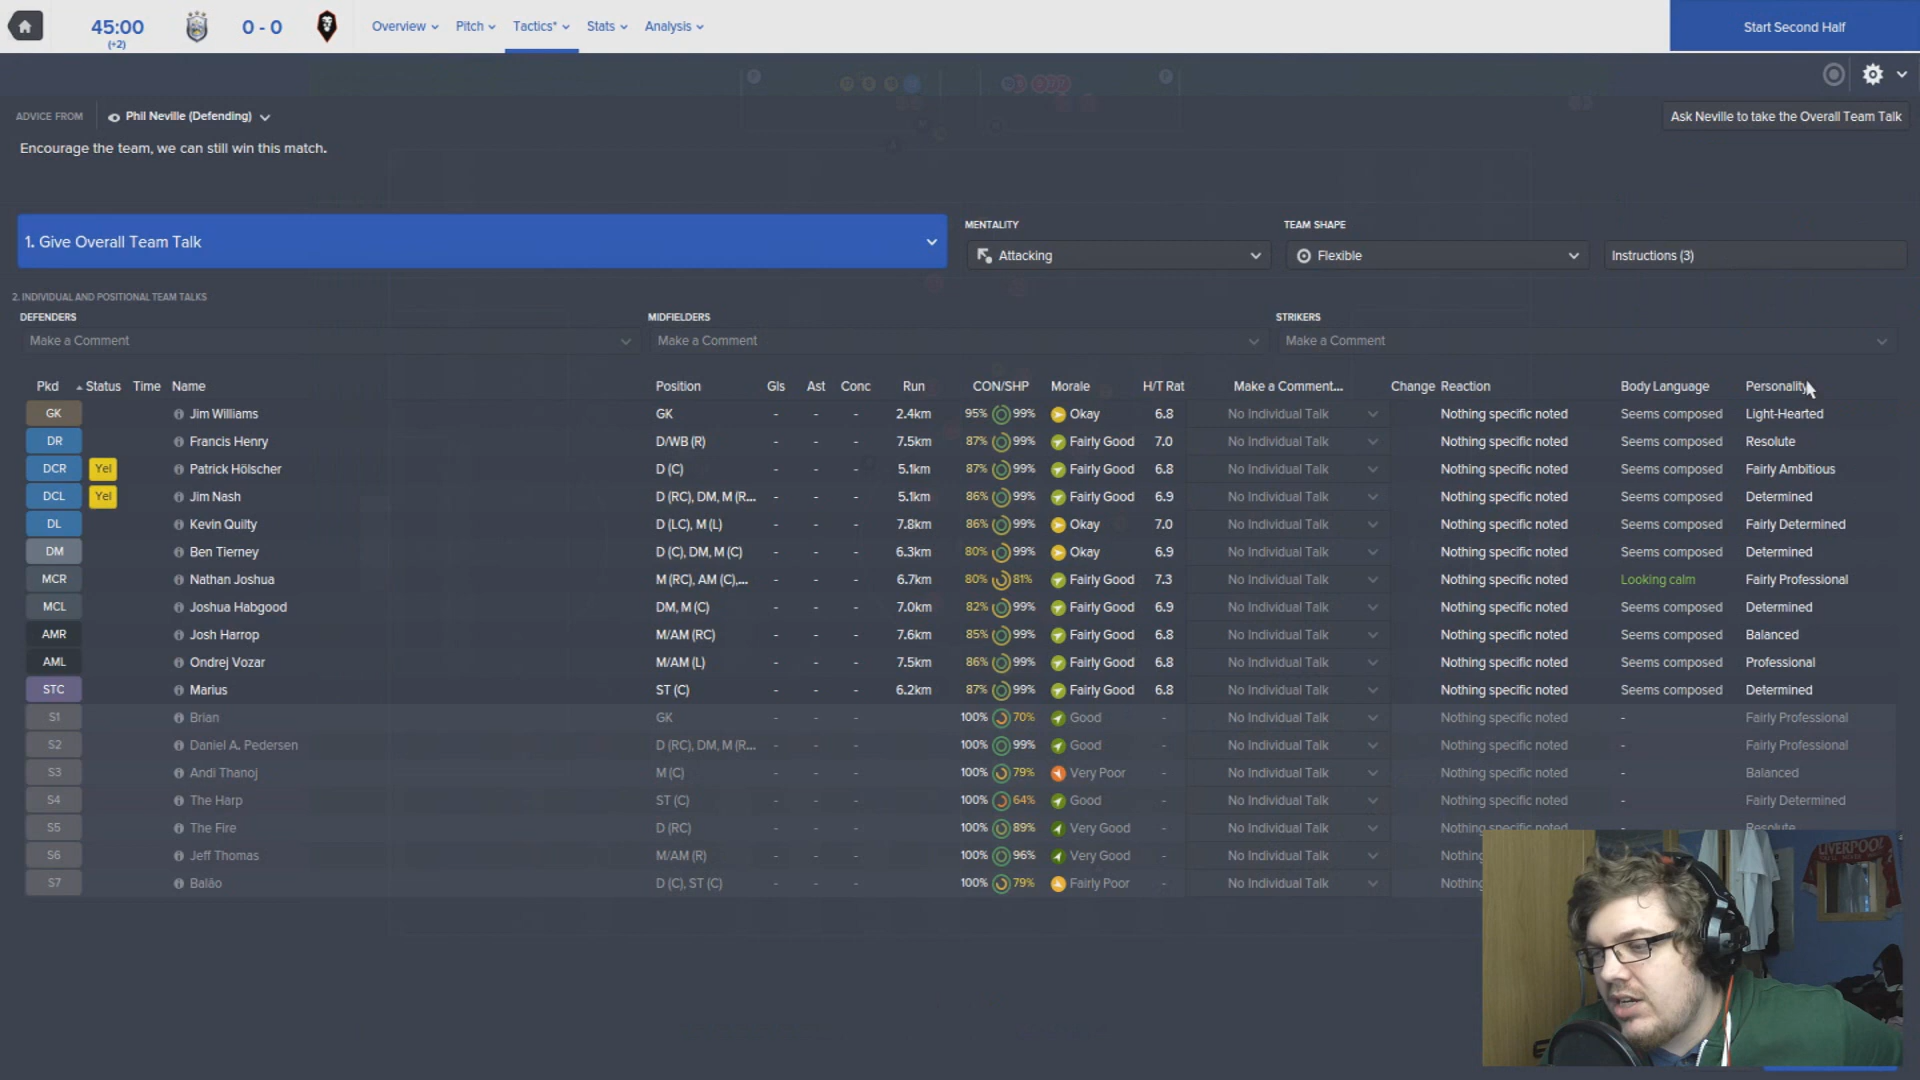 45:00
(+2)
0 - 0
Overview
Pitch
Tactics*
Stats
Analysis
Start Second Half
ADVICE FROM
Phil Neville (Defending)
Ask Neville to take the Overall Team Talk
Encourage the team, we can still win this match.
1. Give Overall Team Talk
MENTALITY
Attacking
TEAM SHAPE
Flexible
Instructions (3)
2. INDIVIDUAL AND POSITIONAL TEAM TALKS
DEFENDERS
MIDFIELDERS
STRIKERS
Make a Comment
Make a Comment
Make a Comment
Pkd Status Time Name Position Gls Ast Conc Run CON/SHP Morale H/T Rat Make a Comment... Change Reaction Body Language Personality
GK Jim Williams GK - - - 2.4km 95% 99% Okay 6.8 No Individual Talk Nothing specific noted Seems composed Light-Hearted
DR Francis Henry D/WB (R) - - - 7.5km 87% 99% Fairly Good 7.0 No Individual Talk Nothing specific noted Seems composed Resolute
DCR Yel Patrick Hölscher D (C) - - - 5.1km 87% 99% Fairly Good 6.8 No Individual Talk Nothing specific noted Seems composed Fairly Ambitious
DCL Yel Jim Nash D (RC), DM, M (R... - - - 5.1km 86% 99% Fairly Good 6.9 No Individual Talk Nothing specific noted Seems composed Determined
DL Kevin Quilty D (LC), M (L) - - - 7.8km 86% 99% Okay 7.0 No Individual Talk Nothing specific noted Seems composed Fairly Determined
DM Ben Tierney D (C), DM, M (C) - - - 6.3km 80% 99% Okay 6.9 No Individual Talk Nothing specific noted Seems composed Determined
MCR Nathan Joshua M (RC), AM (C),... - - - 6.7km 80% 81% Fairly Good 7.3 No Individual Talk Nothing specific noted Looking calm Fairly Professional
MCL Joshua Habgood DM, M (C) - - - 7.0km 82% 99% Fairly Good 6.9 No Individual Talk Nothing specific noted Seems composed Determined
AMR Josh Harrop M/AM (RC) - - - 7.6km 85% 99% Fairly Good 6.8 No Individual Talk Nothing specific noted Seems composed Balanced
AML Ondrej Vozar M/AM (L) - - - 7.5km 86% 99% Fairly Good 6.8 No Individual Talk Nothing specific noted Seems composed Professional
STC Marius ST (C) - - - 6.2km 87% 99% Fairly Good 6.8 No Individual Talk Nothing specific noted Seems composed Determined
S1 Brian GK - - - 100% 70% Good - No Individual Talk Nothing specific noted - Fairly Professional
S2 Daniel A. Pedersen D (RC), DM, M (R... - - - 100% 99% Good - No Individual Talk Nothing specific noted - Fairly Professional
S3 Andi Thanoj M (C) - - - 100% 79% Very Poor - No Individual Talk Nothing specific noted - Balanced
S4 The Harp ST (C) - - - 100% 64% Good - No Individual Talk Nothing specific noted - Fairly Determined
S5 The Fire D (RC) - - - 100% 89% Very Good - No Individual Talk Nothing specific noted - Resolute
S6 Jeff Thomas M/AM (R) - - - 100% 96% Very Good - No Individual Talk Nothing
S7 Balão D (C), ST (C) - - - 100% 79% Fairly Poor - No Individual Talk Nothing
LIVERPOOL